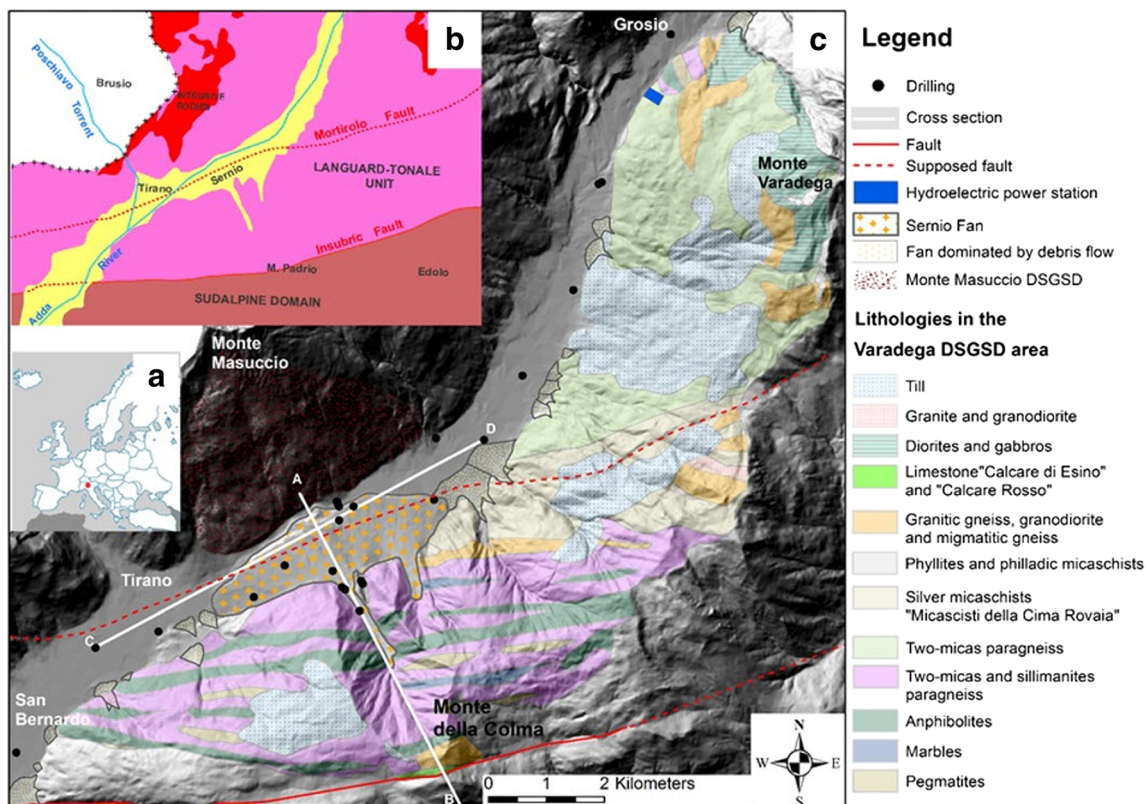 b
Poschiavo Torrent
Brusio
INTRUSIVE
BODIES
Mortirolo Fault
LANGUARD-TONALE
UNIT
Tirano
Sernio
Insubric Fault
River
M. Padrio
Edolo
SUDALPINE DOMAIN
Adda
a
c
Grosio
Monte
Varadega
Monte
Masuccio
D
A
Tirano
C
San
Bernardo
Monte
della Colma
B
0 1 2 Kilometers
N
W E
S
Legend
Drilling
Cross section
Fault
Supposed fault
Hydroelectric power station
Sernio Fan
Fan dominated by debris flow
Monte Masuccio DSGSD
Lithologies in the
Varadega DSGSD area
Till
Granite and granodiorite
Diorites and gabbros
Limestone"Calcare di Esino"
and "Calcare Rosso"
Granitic gneiss, granodiorite
and migmatitic gneiss
Phyllites and philladic micaschists
Silver micaschists
"Micascisti della Cima Rovaia"
Two-micas paragneiss
Two-micas and sillimanites
paragneiss
Anphibolites
Marbles
Pegmatites